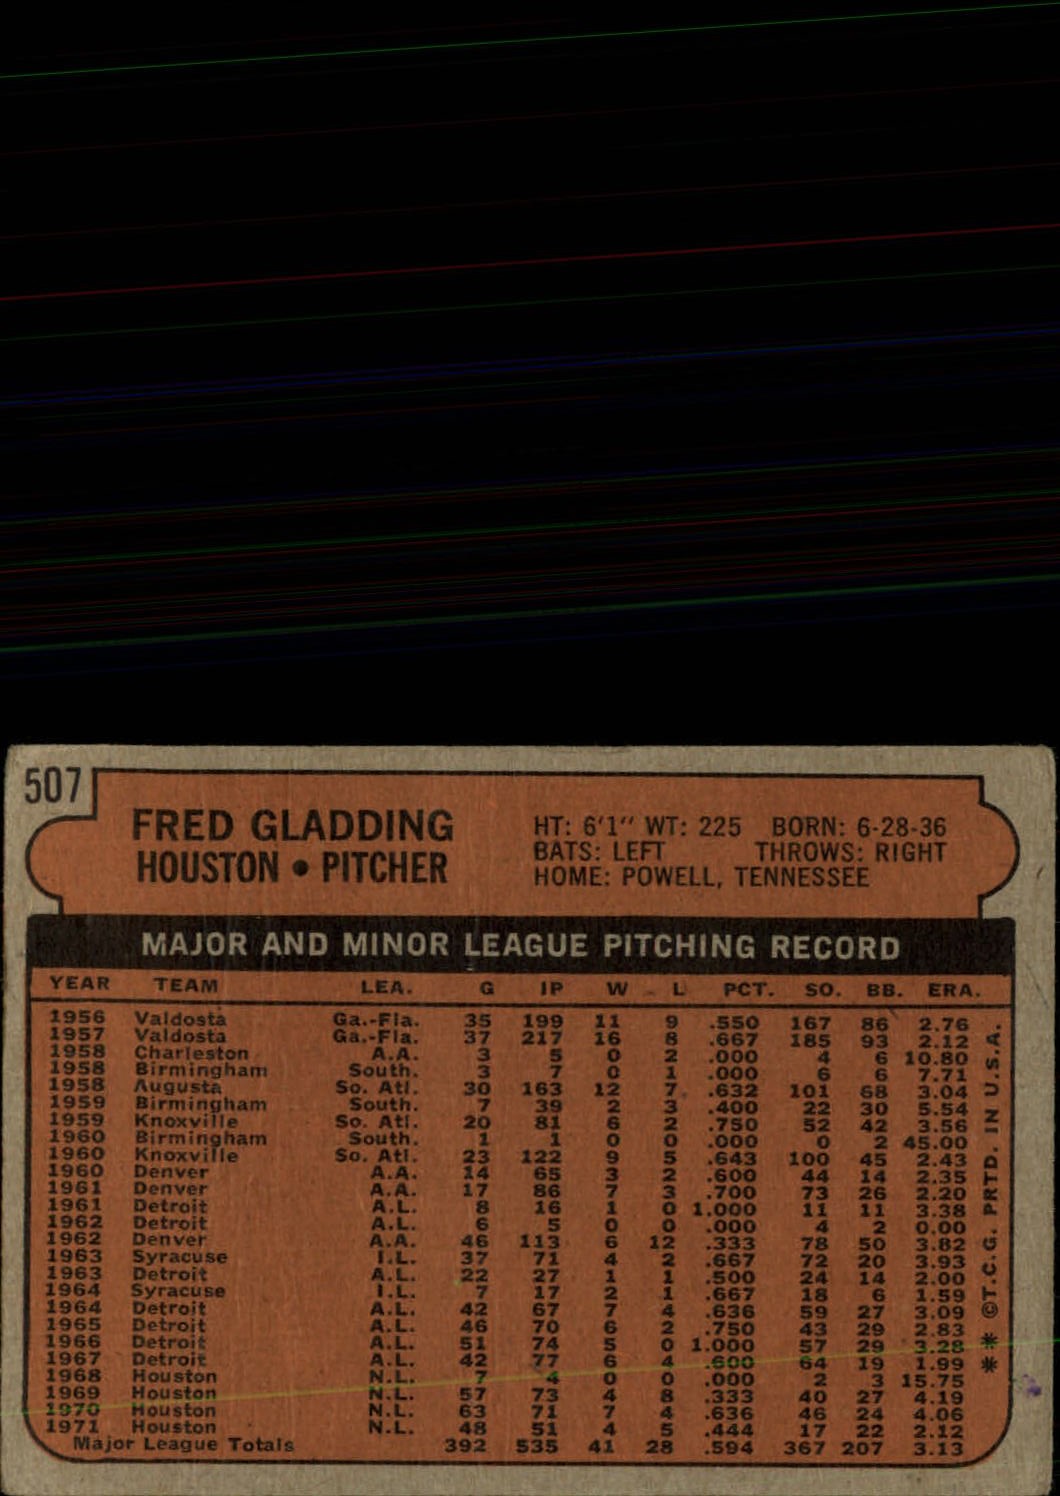 507
FRED GLADDING
HOUSTON • PITCHER
HT: 6'1" WT: 225 BORN: 6-28-36
BATS: LEFT THROWS: RIGHT
HOME: POWELL, TENNESSEE
MAJOR AND MINOR LEAGUE PITCHING RECORD
YEAR TEAM LEA. G IP W L PCT. SO. BB. ERA.
1956 Valdosta Ga.-Fla. 35 199 11 9 .550 167 86 2.76
1957 Valdosta Ga.-Fla. 37 217 16 8 .667 185 93 2.12
1958 Charleston A.A. 3 5 0 2 .000 4 6 10.80
1958 Birmingham South. 3 7 0 1 .000 6 6 7.71
1958 Augusta So. Atl. 30 163 12 7 .632 101 68 3.04
1959 Birmingham South. 7 39 2 3 .400 22 30 5.54
1959 Knoxville So. Atl. 20 81 6 2 .750 52 42 3.56
1960 Birmingham South. 1 1 0 0 .000 0 2 45.00
1960 Knoxville So. Atl. 23 122 9 5 .643 100 45 2.43
1960 Denver A.A. 14 65 3 2 .600 44 14 2.35
1961 Denver A.A. 17 86 7 3 .700 73 26 2.20
1961 Detroit A.L. 8 16 1 0 1.000 11 11 3.38
1962 Detroit A.L. 6 5 0 0 .000 4 2 0.00
1962 Denver A.A. 46 113 6 12 .333 78 50 3.82
1963 Syracuse I.L. 37 71 4 2 .667 72 20 3.93
1963 Detroit A.L. 22 27 1 1 .500 24 14 2.00
1964 Syracuse I.L. 7 17 2 1 .667 18 6 1.59
1964 Detroit A.L. 42 67 7 4 .636 59 27 3.09
1965 Detroit A.L. 46 70 6 2 .750 43 29 2.83
1966 Detroit A.L. 51 74 5 0 1.000 57 29 3.28
1967 Detroit A.L. 42 77 6 4 .600 64 19 1.99
1968 Houston N.L. 7 4 0 0 .000 2 3 15.75
1969 Houston N.L. 57 73 4 8 .333 40 27 4.19
1970 Houston N.L. 63 71 7 4 .636 46 24 4.06
1971 Houston N.L. 48 51 4 5 .444 17 22 2.12
Major League Totals 392 535 41 28 .594 367 207 3.13
** ©T.C.G. PRTD. IN U.S.A.